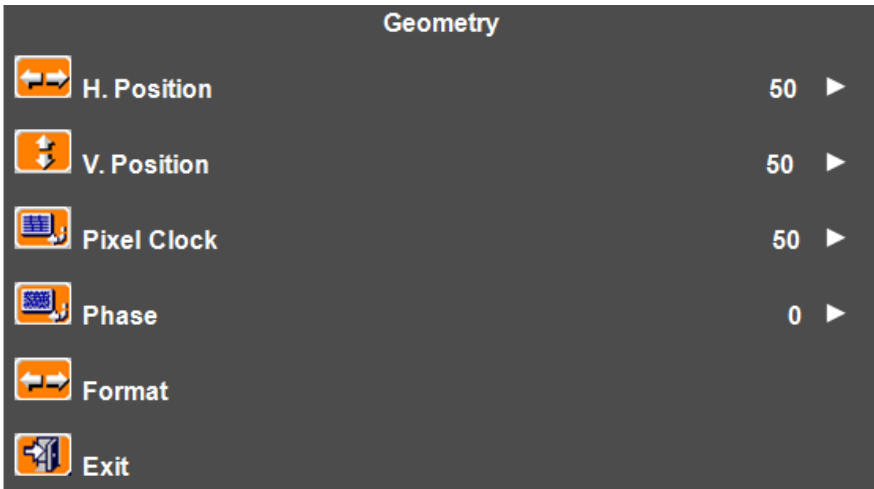 Geometry
H. Position 50
V. Position 50
Pixel Clock 50
Phase 0
Format
Exit